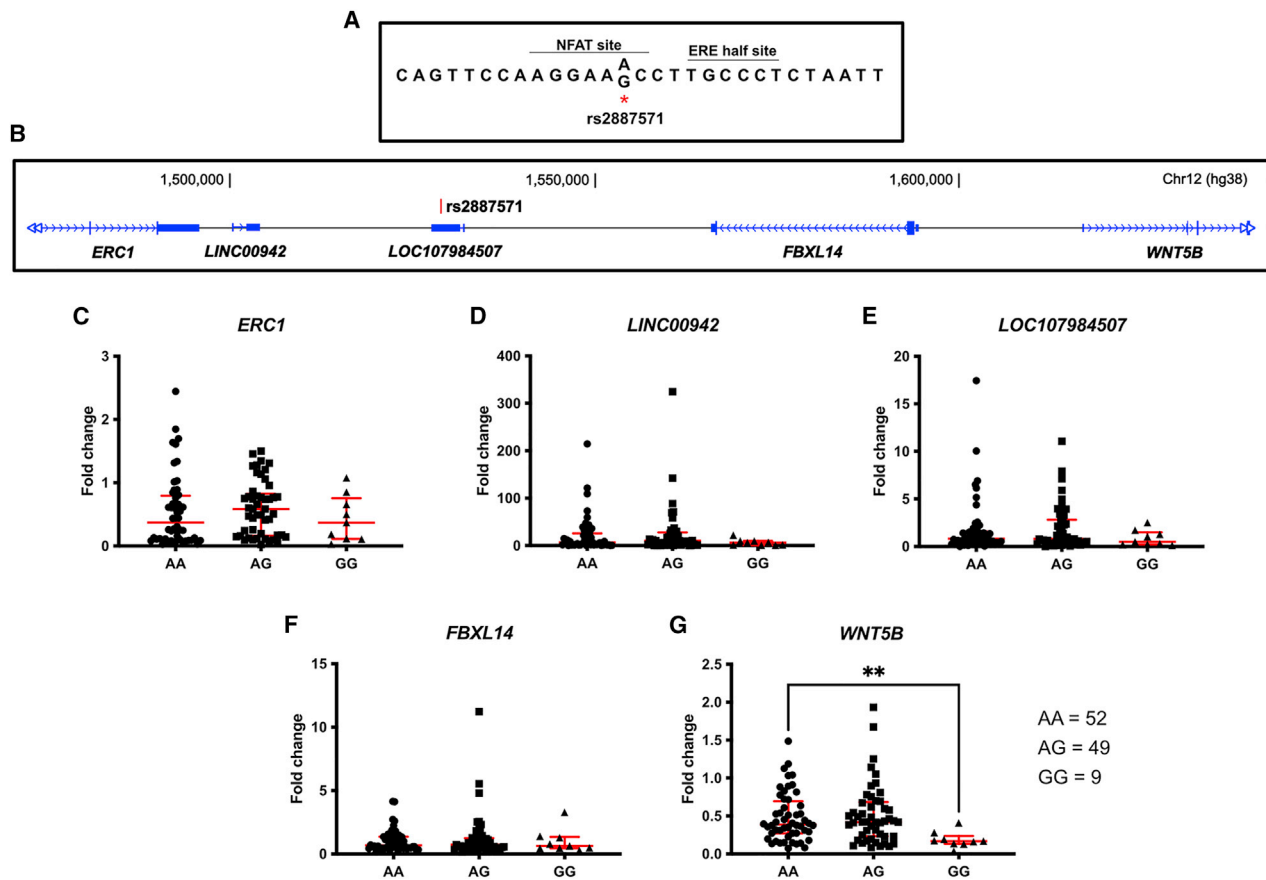 A
NFAT site
ERE half site
A
CAGTTCCAAGGAA CCTTGCCCTCTAATT
G
*
rs2887571
B
1,500,000
1,550,000
1,600,000
Chr12 (hg38)
rs2887571
ERC1
LINC00942
LOC107984507
FBXL14
WNT5B
C
ERC1
Fold change
3
2
1
0
AA
AG
GG
D
LINC00942
Fold change
400
300
200
100
0
AA
AG
GG
E
LOC107984507
Fold change
20
15
10
5
0
AA
AG
GG
F
FBXL14
Fold change
15
10
5
0
AA
AG
GG
G
WNT5B
Fold change
2.5
2.0
1.5
1.0
0.5
0.0
**
AA
AG
GG
AA = 52
AG = 49
GG = 9